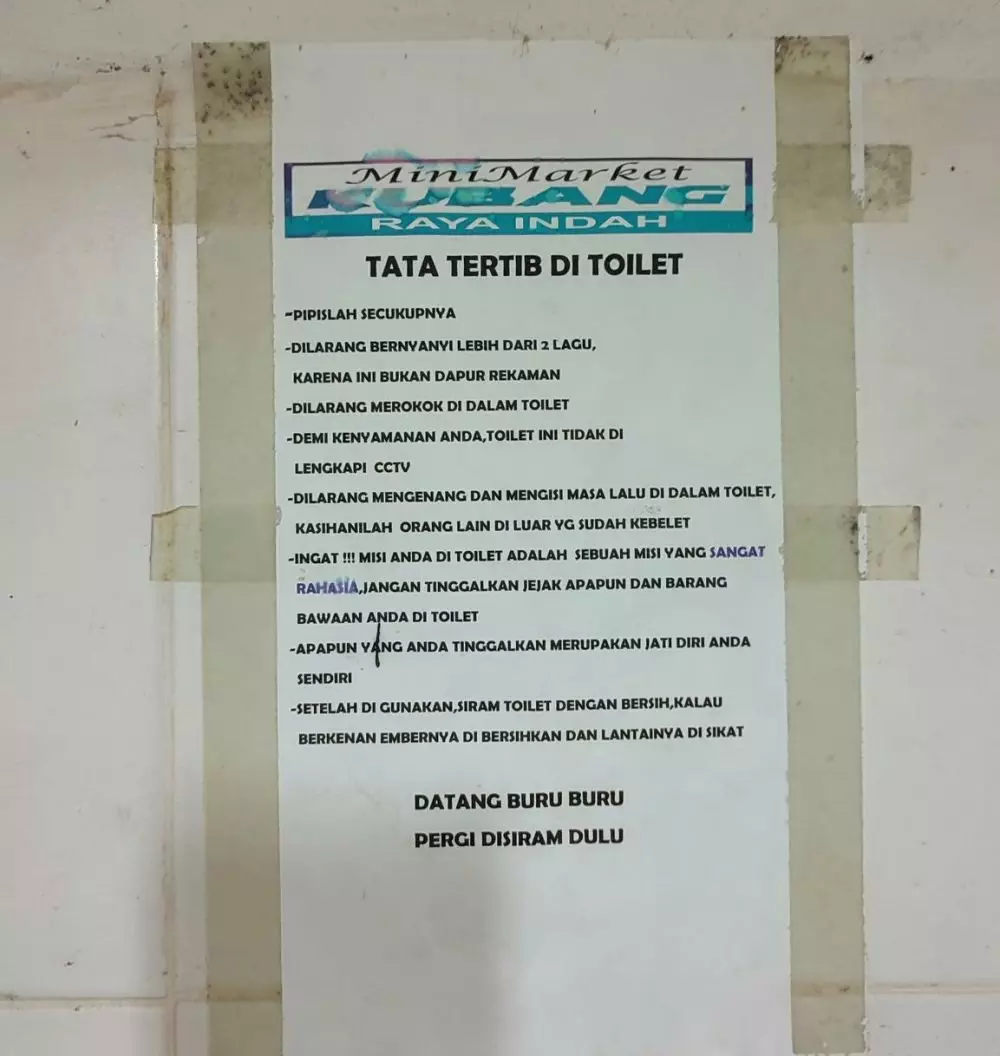 MiniMarket
KUBANG
RAYA INDAH
TATA TERTIB DI TOILET
-PIPISLAH SECUKUPNYA
-DILARANG BERNYANYI LEBIH DARI 2 LAGU,
KARENA INI BUKAN DAPUR REKAMAN
-DILARANG MEROKOK DI DALAM TOILET
-DEMI KENYAMANAN ANDA,TOILET INI TIDAK DI
LENGKAPI CCTV
-DILARANG MENGENANG DAN MENGISI MASA LALU DI DALAM TOILET,
KASIHANILAH ORANG LAIN DI LUAR YG SUDAH KEBELET
-INGAT !!! MISI ANDA DI TOILET ADALAH SEBUAH MISI YANG SANGAT
RAHASIA,JANGAN TINGGALKAN JEJAK APAPUN DAN BARANG
BAWAAN ANDA DI TOILET
-APAPUN YANG ANDA TINGGALKAN MERUPAKAN JATI DIRI ANDA
SENDIRI
-SETELAH DI GUNAKAN,SIRAM TOILET DENGAN BERSIH,KALAU
BERKENAN EMBERNYA DI BERSIHKAN DAN LANTAINYA DI SIKAT
DATANG BURU BURU
PERGI DISIRAM DULU